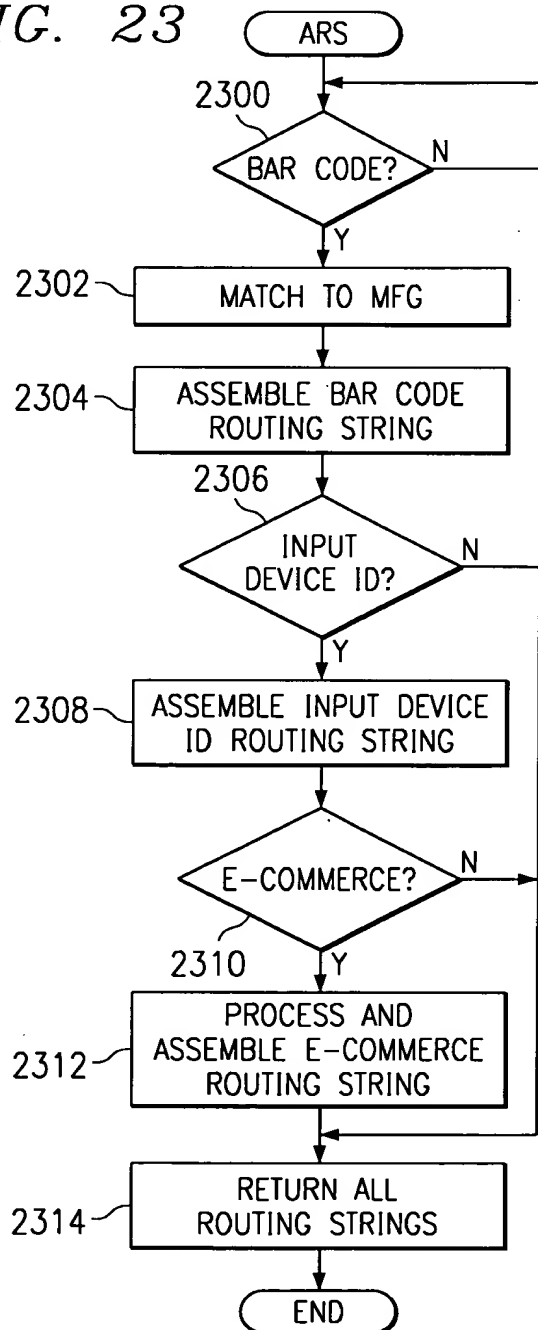 IG. 23
ARS
2300
BAR CODE?
N
Y
2302
MATCH TO MFG
2304
ASSEMBLE BAR CODE
ROUTING STRING
2306
INPUT
DEVICE ID?
N
Y
2308
ASSEMBLE INPUT DEVICE
ID ROUTING STRING
E-COMMERCE?
N
2310
Y
2312
PROCESS AND
ASSEMBLE E-COMMERCE
ROUTING STRING
2314
RETURN ALL
ROUTING STRINGS
END